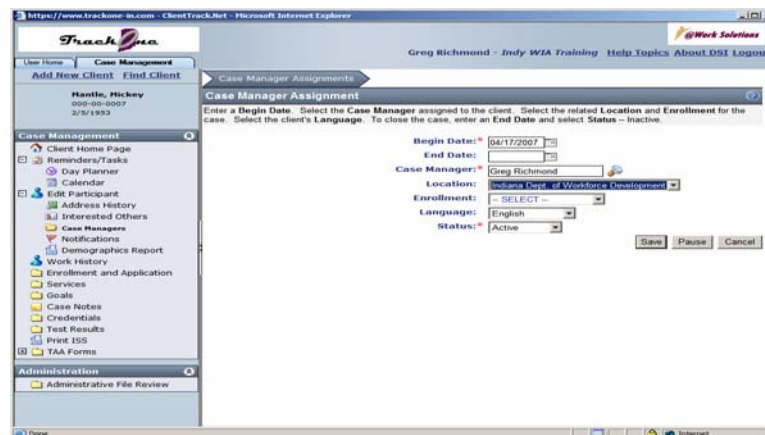 https://www.trackone-in.com - ClientTrack.Net - Microsoft Internet Explorer
TrackOne
@Work Solutions
Greg Richmond - Indy WIA Training Help Topics About DSI Logou
User Home Case Management
Add New Client Find Client
Mantle, Mickey
000-00-0007
2/5/1953
Case Management
Client Home Page
Reminders/Tasks
Day Planner
Calendar
Edit Participant
Address History
Interested Others
Case Managers
Notifications
Demographics Report
Work History
Enrollment and Application
Services
Goals
Case Notes
Credentials
Test Results
Print ISS
TAA Forms
Administration
Administrative File Review
Case Manager Assignments
Case Manager Assignment
Enter a Begin Date. Select the Case Manager assigned to the client. Select the related Location and Enrollment for the
case. Select the client's Language. To close the case, enter an End Date and select Status -- Inactive.
Begin Date:* 04/17/2007
End Date:
Case Manager:* Greg Richmond
Location: Indiana Dept. of Workforce Development
Enrollment: -- SELECT --
Language: English
Status:* Active
Save Pause Cancel
Done Internet